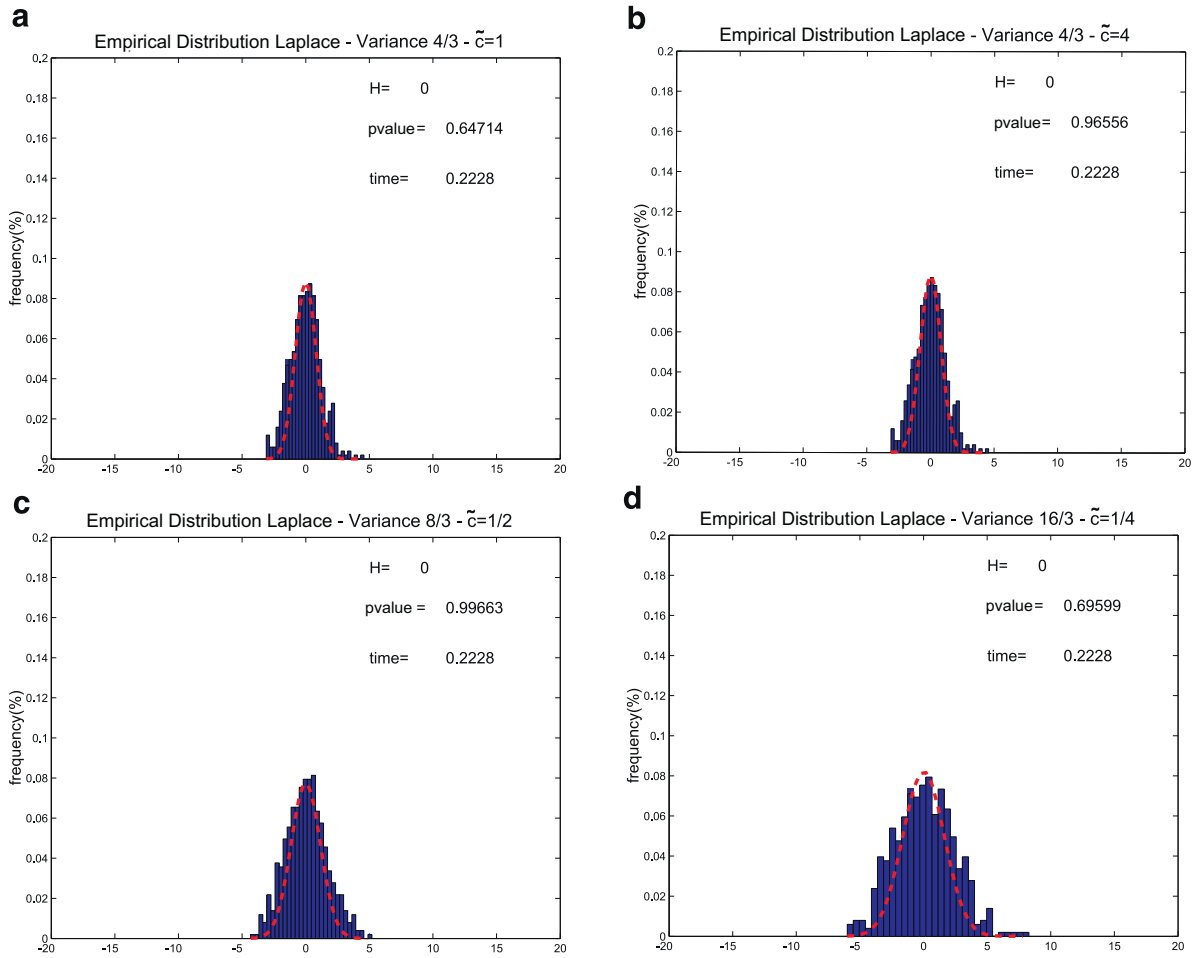 a
Empirical Distribution Laplace - Variance 4/3 - c̃=1
0.2
0.18
0.16
0.14
0.12
0.1
0.08
0.06
0.04
0.02
0
frequency(%)
H= 0
pvalue= 0.64714
time= 0.2228
-20 -15 -10 -5 0 5 10 15 20
b
Empirical Distribution Laplace - Variance 4/3 - c̃=4
0.2
0.18
0.16
0.14
0.12
0.1
0.08
0.06
0.04
0.02
0
frequency(%)
H= 0
pvalue= 0.96556
time= 0.2228
-20 -15 -10 -5 0 5 10 15 20
c
Empirical Distribution Laplace - Variance 8/3 - c̃=1/2
0.2
0.18
0.16
0.14
0.12
0.1
0.08
0.06
0.04
0.02
0
frequency(%)
H= 0
pvalue = 0.99663
time= 0.2228
-20 -15 -10 -5 0 5 10 15 20
d
Empirical Distribution Laplace - Variance 16/3 - c̃=1/4
0.2
0.18
0.16
0.14
0.12
0.1
0.08
0.06
0.04
0.02
0
frequency(%)
H= 0
pvalue= 0.69599
time= 0.2228
-20 -15 -10 -5 0 5 10 15 20